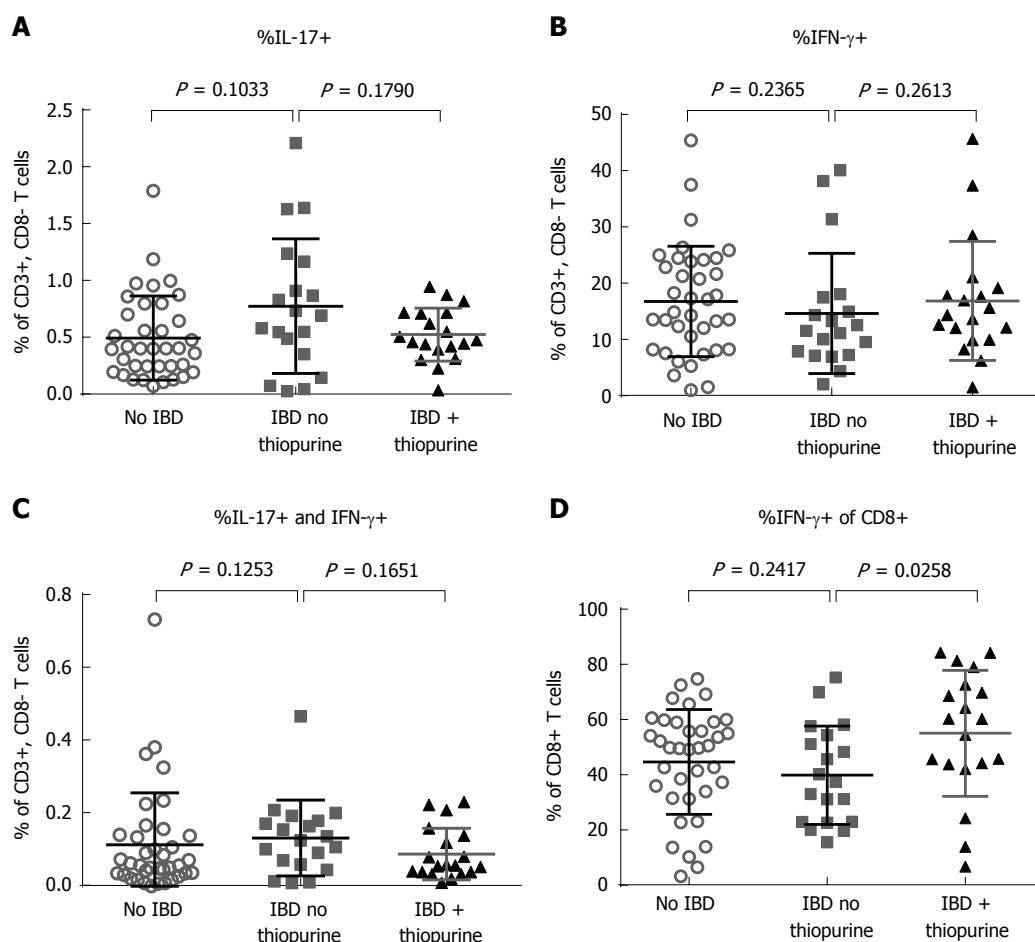 A
%IL-17+
P = 0.1033
P = 0.1790
% of CD3+, CD8- T cells
2.5
2.0
1.5
1.0
0.5
0.0
No IBD
IBD no
thiopurine
IBD +
thiopurine
B
%IFN-γ+
P = 0.2365
P = 0.2613
% of CD3+, CD8- T cells
50
40
30
20
10
0
No IBD
IBD no
thiopurine
IBD +
thiopurine
C
%IL-17+ and IFN-γ+
P = 0.1253
P = 0.1651
% of CD3+, CD8- T cells
0.8
0.6
0.4
0.2
0.0
No IBD
IBD no
thiopurine
IBD +
thiopurine
D
%IFN-γ+ of CD8+
P = 0.2417
P = 0.0258
% of CD8+ T cells
100
80
60
40
20
0
No IBD
IBD no
thiopurine
IBD +
thiopurine